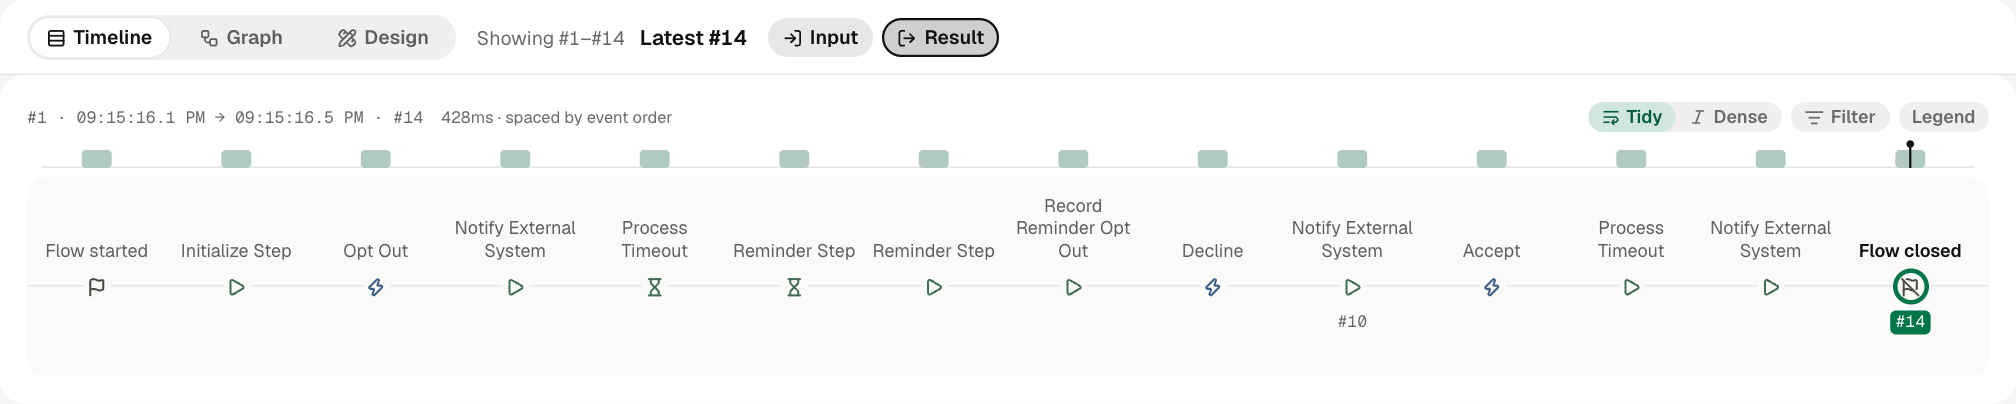 Timeline Graph Design Showing #1–#14 Latest #14 Input Result
#1 · 09:15:16.1 PM → 09:15:16.5 PM · #14 428ms · spaced by event order
Tidy Dense Filter Legend
Flow started
Initialize Step
Opt Out
Notify External
System
Process
Timeout
Reminder Step
Reminder Step
Record
Reminder Opt
Out
Decline
Notify External
System
#10
Accept
Process
Timeout
Notify External
System
Flow closed
#14